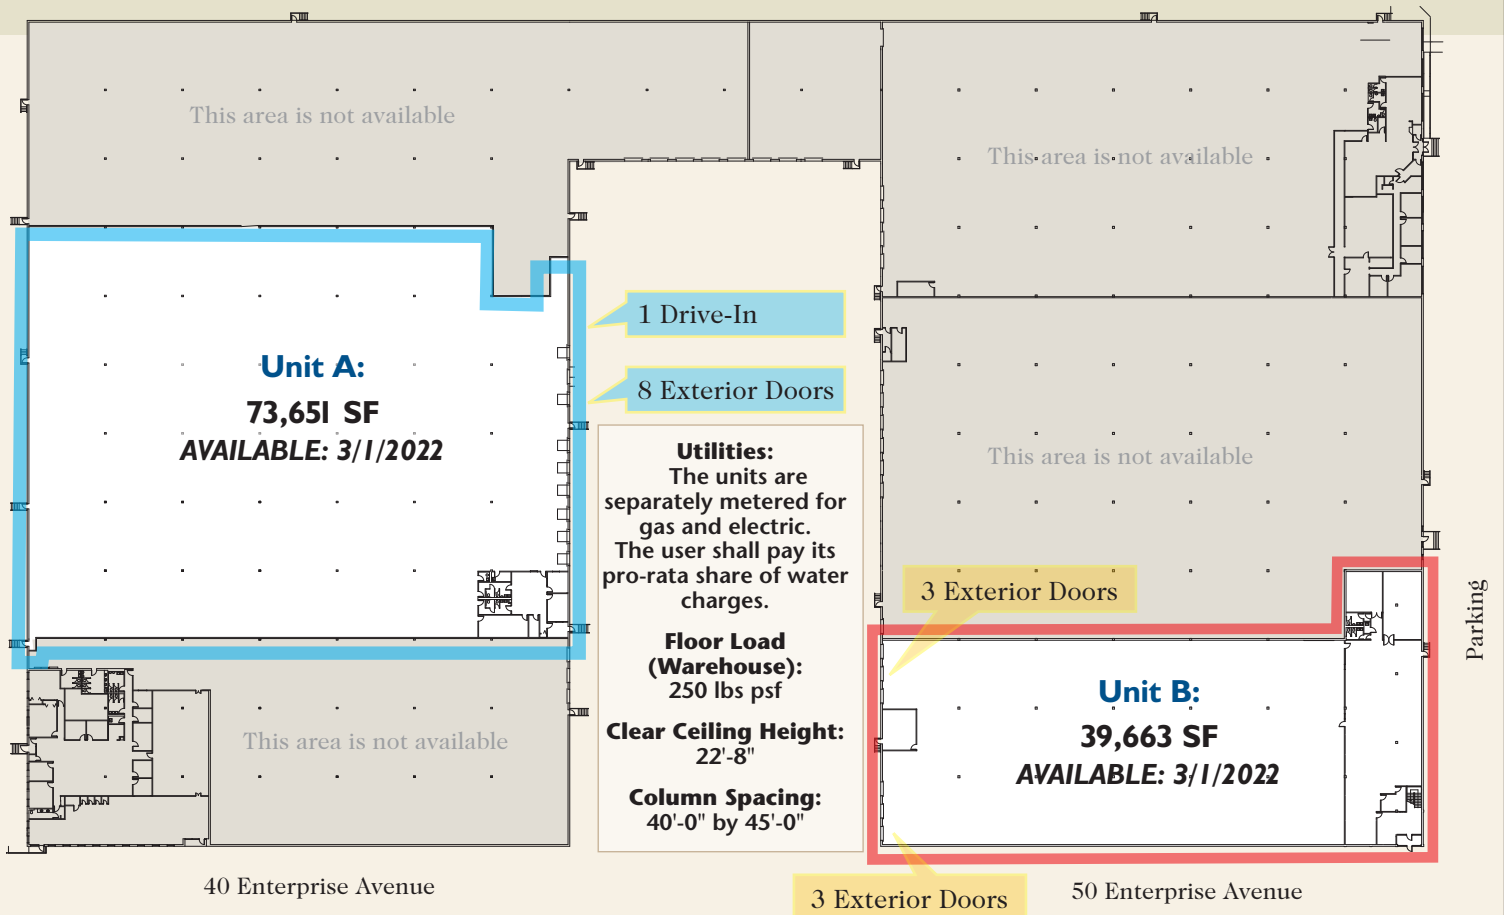 This area is not available
This area is not available
1 Drive-In
8 Exterior Doors
Unit A:
73,651 SF
AVAILABLE: 3/1/2022
Utilities:
The units are
separately metered for
gas and electric.
The user shall pay its
pro-rata share of water
charges.
Floor Load
(Warehouse):
250 lbs psf
Clear Ceiling Height:
22'-8"
Column Spacing:
40'-0" by 45'-0"
This area is not available
3 Exterior Doors
Parking
Unit B:
39,663 SF
AVAILABLE: 3/1/2022
This area is not available
3 Exterior Doors
40 Enterprise Avenue
50 Enterprise Avenue